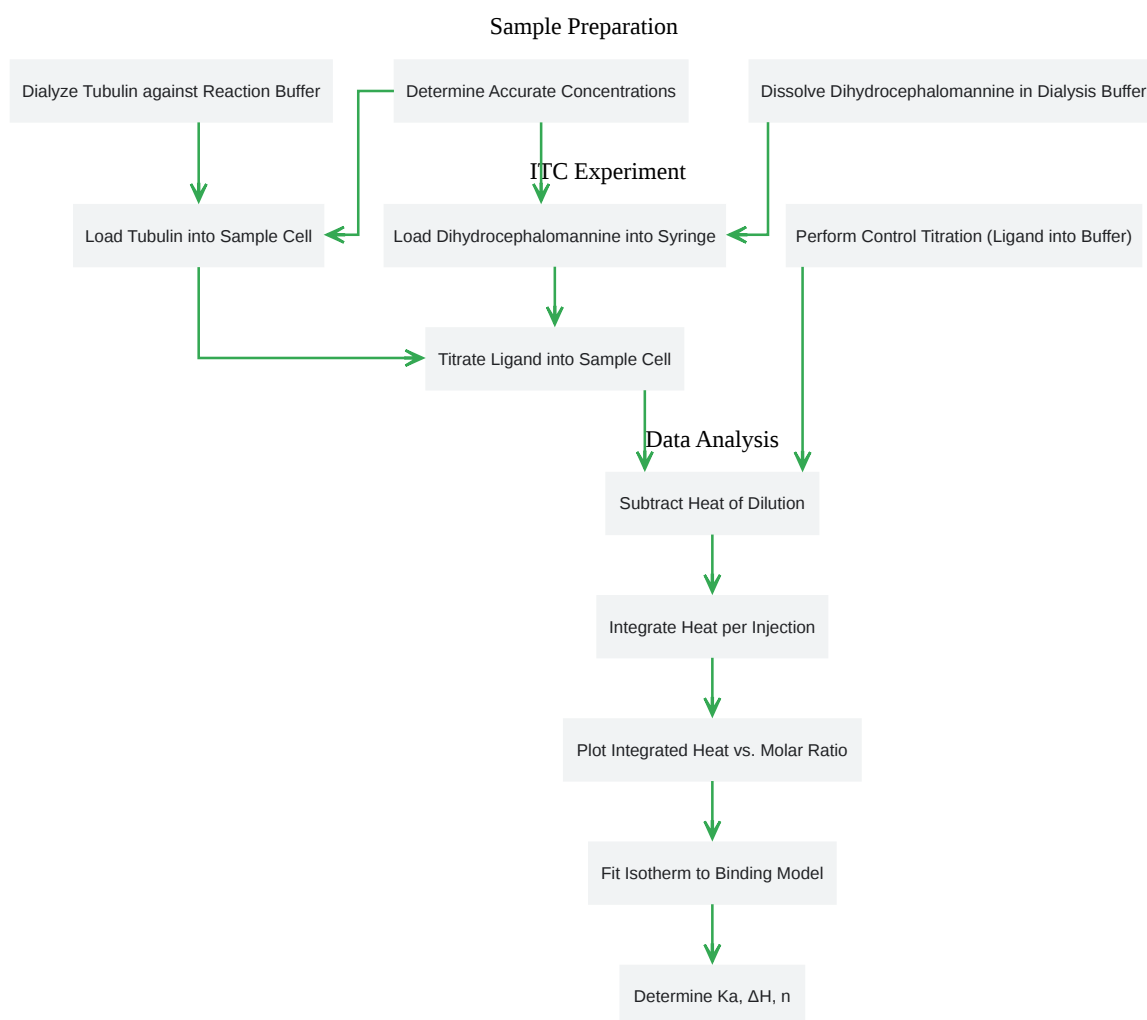 Sample Preparation
Dialyze Tubulin against Reaction Buffer
Determine Accurate Concentrations
Dissolve Dihydrocephalomannine in Dialysis Buffer
ITC Experiment
Load Tubulin into Sample Cell
Load Dihydrocephalomannine into Syringe
Perform Control Titration (Ligand into Buffer)
Titrate Ligand into Sample Cell
Data Analysis
Subtract Heat of Dilution
Integrate Heat per Injection
Plot Integrated Heat vs. Molar Ratio
Fit Isotherm to Binding Model
Determine Ka, ΔH, n